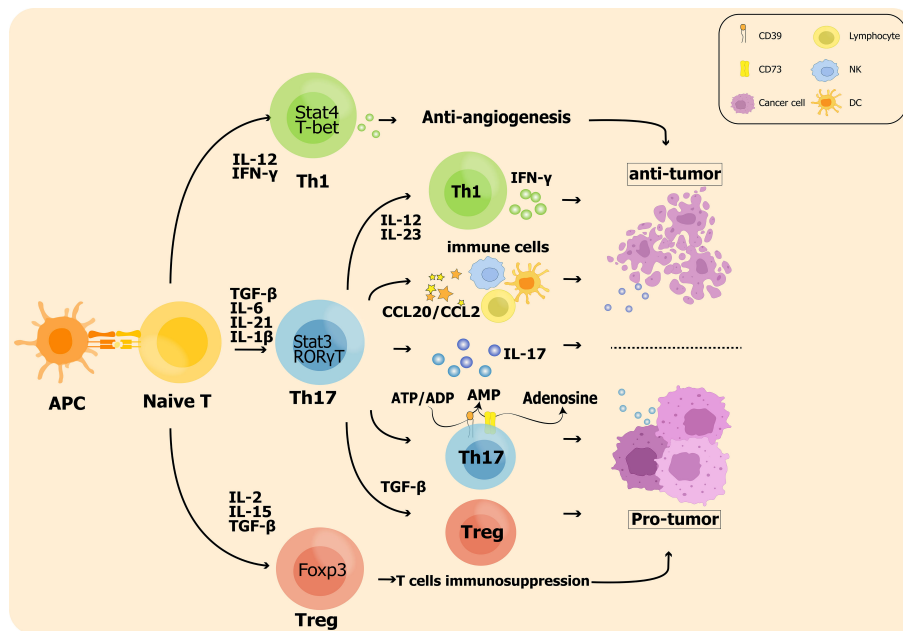 CD39
Lymphocyte
CD73
NK
Cancer cell
DC
Stat4
T-bet
Anti-angiogenesis
IL-12
IFN-γ
Th1
anti-tumor
Th1
IFN-γ
IL-12
IL-23
immune cells
CCL20/CCL2
TGF-β
IL-6
IL-21
IL-1β
Stat3
RORγT
IL-17
APC
Naive T
Th17
ATP/ADP
AMP
Adenosine
Th17
TGF-β
Treg
Pro-tumor
IL-2
IL-15
TGF-β
Foxp3
T cells immunosuppression
Treg